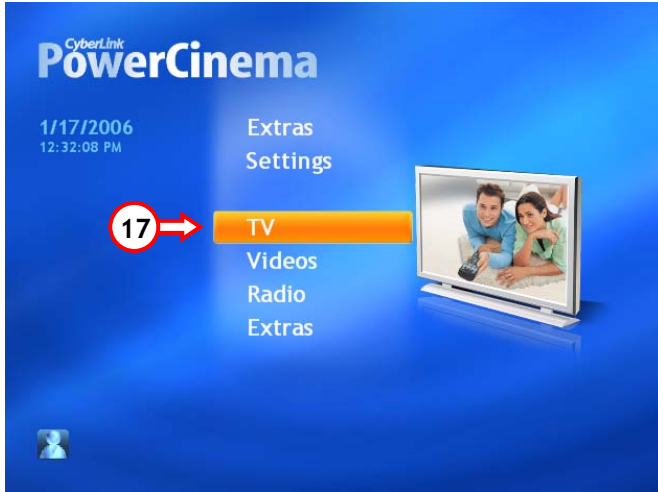 CyberLink
PowerCinema
1/17/2006
12:32:08 PM
Extras
Settings
17
TV
Videos
Radio
Extras